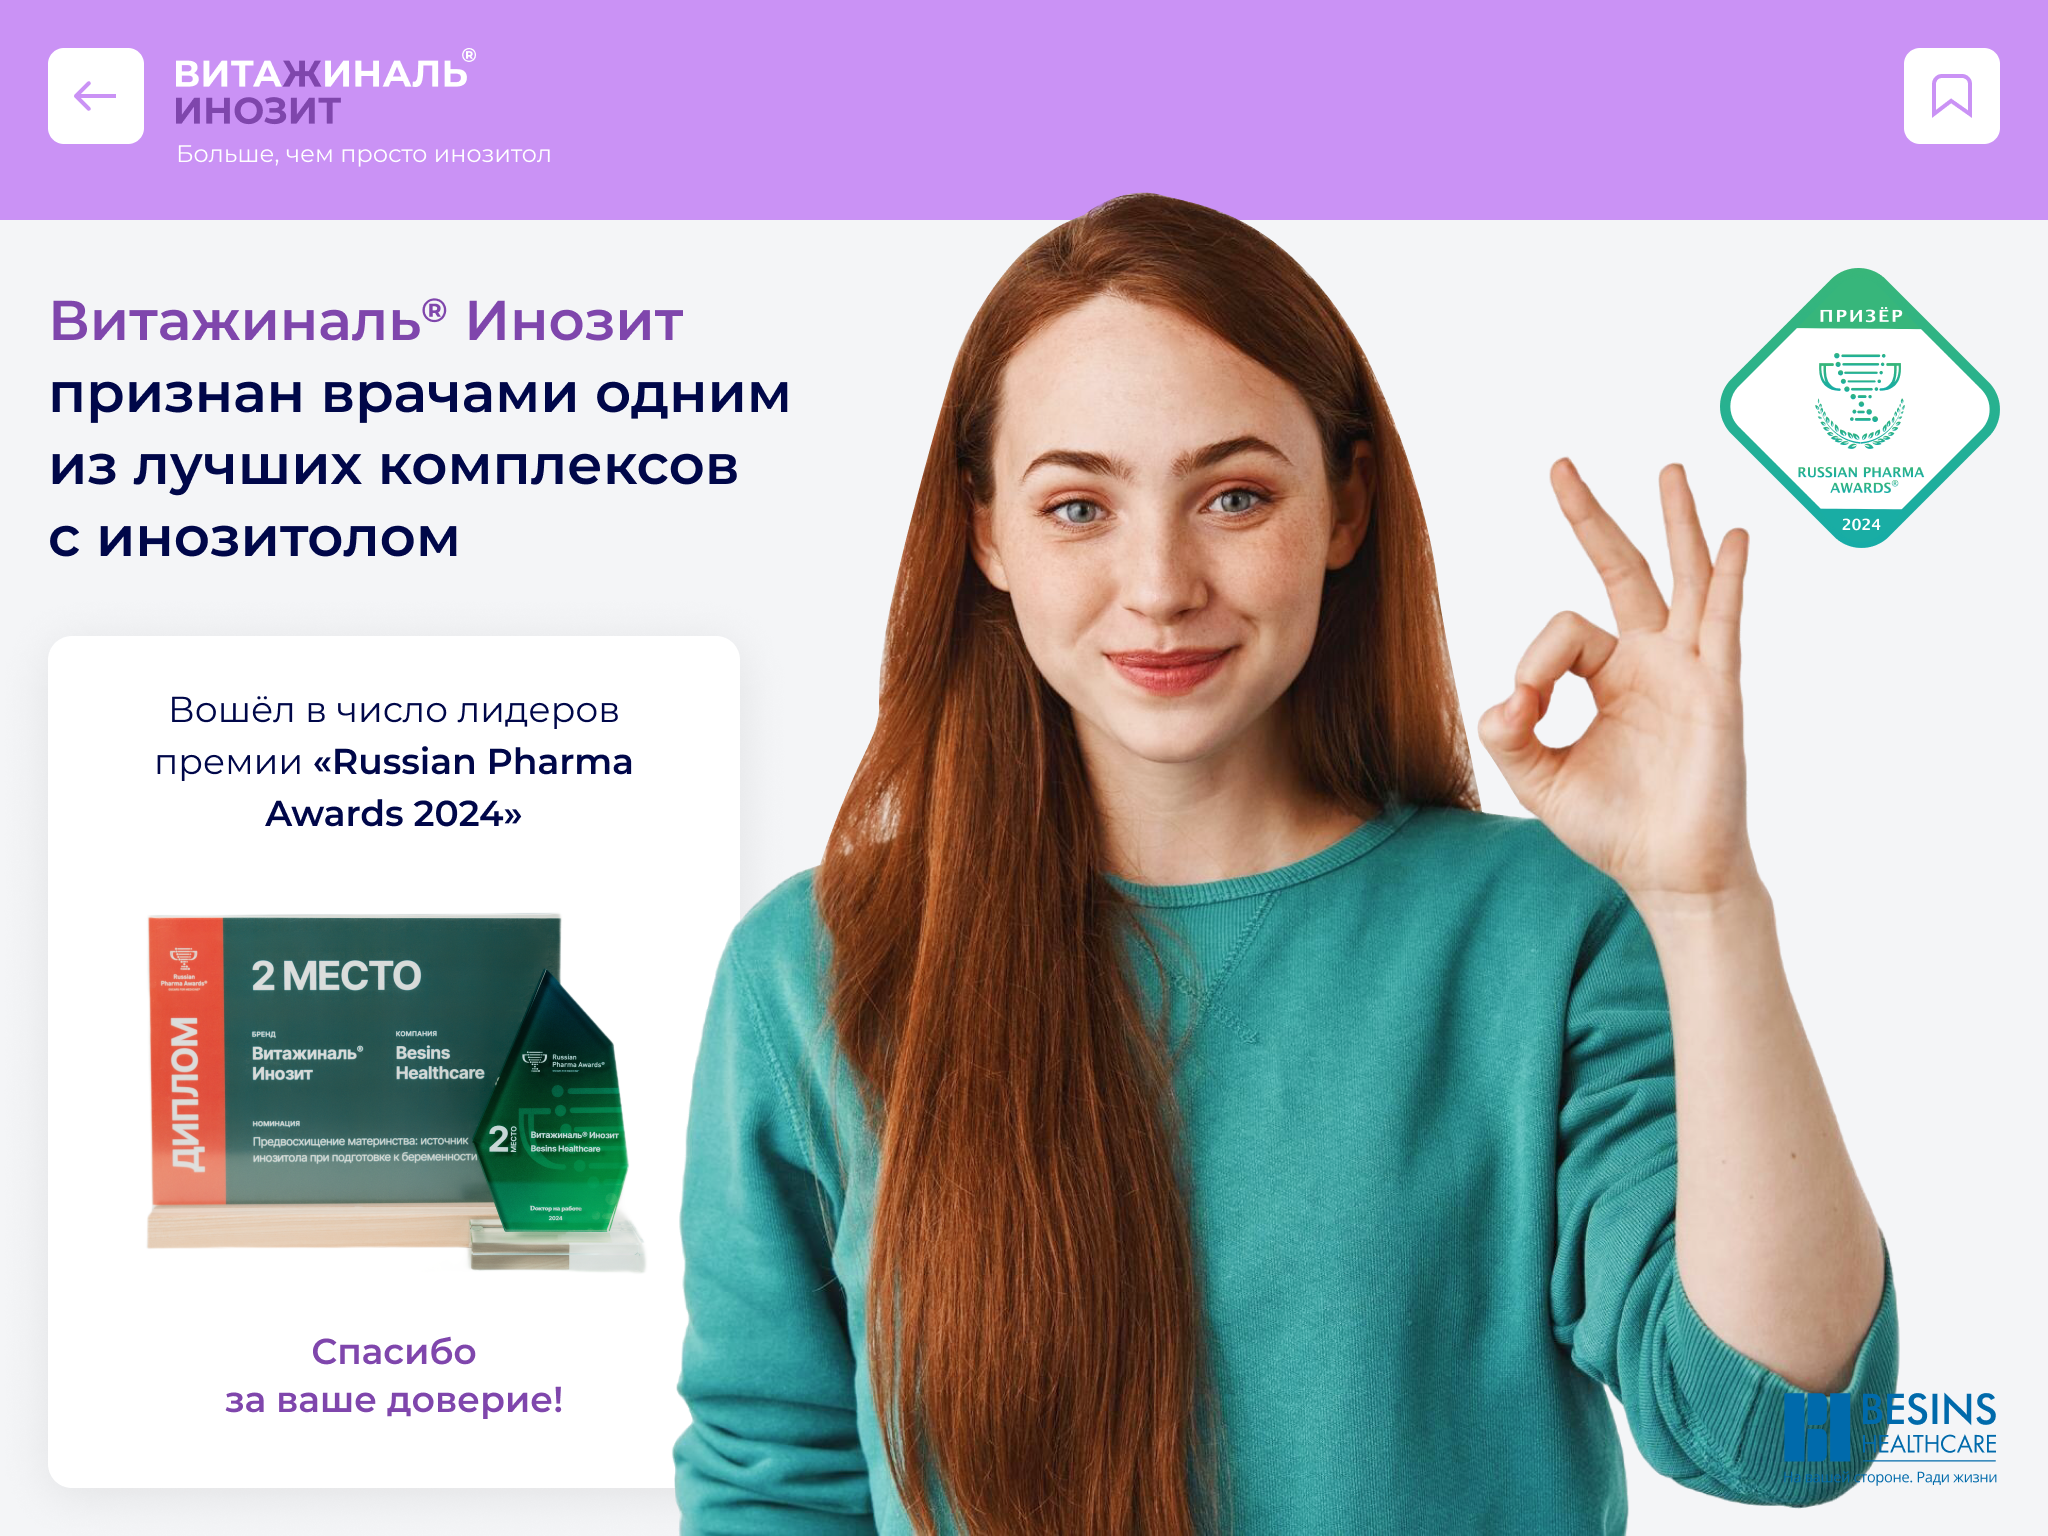 ВИТАЖИНАЛЬ®
ИНОЗИТ
Больше, чем просто инозитол
Витажиналь® Инозит
признан врачами одним
из лучших комплексов
с инозитолом
ПРИЗЁР
RUSSIAN PHARMA
AWARDS®
2024
Вошёл в число лидеров
премии «Russian Pharma
Awards 2024»
Russian
Pharma Awards®
ДИПЛОМ
2 МЕСТО
БРЕНД
Витажиналь®
Инозит
КОМПАНИЯ
Besins
Healthcare
НОМИНАЦИЯ
Предвосхищение материнства: источник
инозитола при подготовке к беременности
Russian
Pharma Awards®
2 МЕСТО
Витажиналь® Инозит
Besins Healthcare
Доктор на работе
2024
Спасибо
за ваше доверие!
BESINS
HEALTHCARE
стороне. Ради жизни